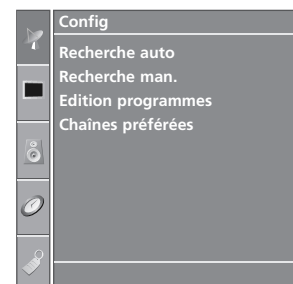 Config
Recherche auto
Recherche man.
Edition programmes
Chaînes préférées